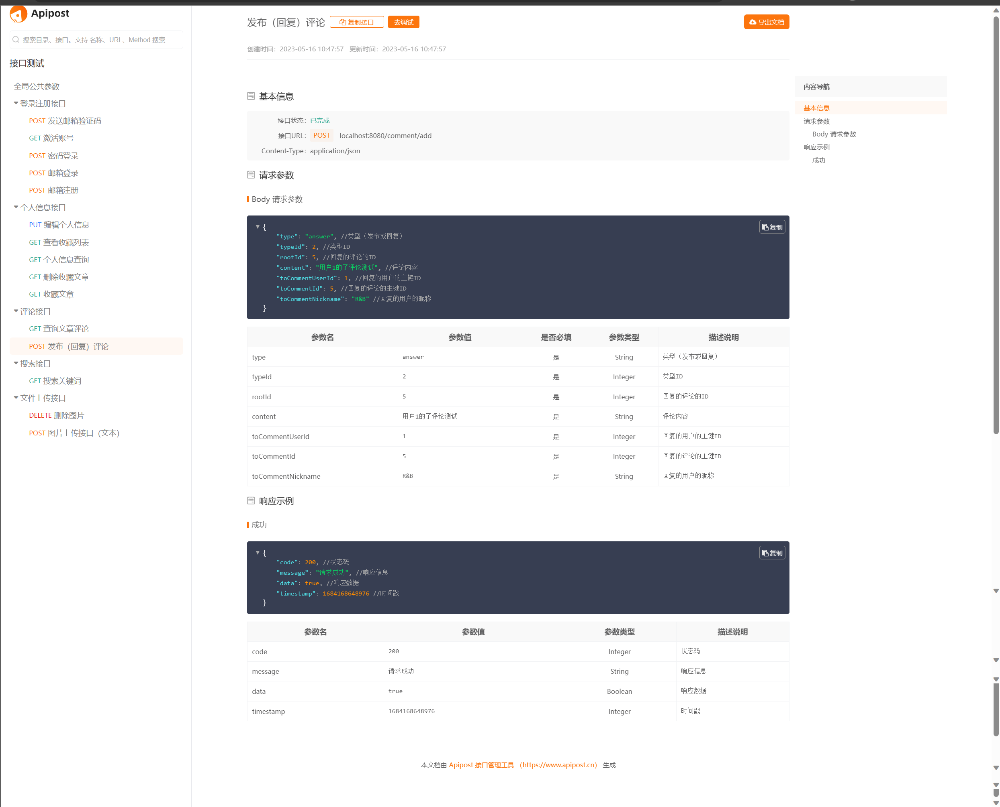 Apipost
搜索目录、接口。支持 名称、URL、Method 搜索
接口测试
全局公共参数
登录注册接口
POST 发送邮箱验证码
GET 激活账号
POST 密码登录
POST 邮箱登录
POST 邮箱注册
个人信息接口
PUT 编辑个人信息
GET 查看收藏列表
GET 个人信息查询
GET 删除收藏文章
GET 收藏文章
评论接口
GET 查询文章评论
POST 发布（回复）评论
搜索接口
GET 搜索关键词
文件上传接口
DELETE 删除图片
POST 图片上传接口（文本）
发布（回复）评论 复制接口 去调试 导出文档
创建时间：2023-05-16 10:47:57 更新时间：2023-05-16 10:47:57
基本信息
接口状态：已完成
接口URL： POST localhost:8080/comment/add
Content-Type：application/json
请求参数
Body 请求参数
复制
{
"type": "answer", //类型（发布或回复）
"typeId": 2, //类型ID
"rootId": 5, //回复的评论的ID
"content": "用户1的子评论测试", //评论内容
"toCommentUserId": 1, //回复的用户的主键ID
"toCommentId": 5, //回复的评论的主键ID
"toCommentNickname": "R&B" //回复的用户的昵称
}
参数名 参数值 是否必填 参数类型 描述说明
type answer 是 String 类型（发布或回复）
typeId 2 是 Integer 类型ID
rootId 5 是 Integer 回复的评论的ID
content 用户1的子评论测试 是 String 评论内容
toCommentUserId 1 是 Integer 回复的用户的主键ID
toCommentId 5 是 Integer 回复的评论的主键ID
toCommentNickname R&B 是 String 回复的用户的昵称
响应示例
成功
复制
{
"code": 200, //状态码
"message": "请求成功", //响应信息
"data": true, //响应数据
"timestamp": 1684168648976 //时间戳
}
参数名 参数值 参数类型 描述说明
code 200 Integer 状态码
message 请求成功 String 响应信息
data true Boolean 响应数据
timestamp 1684168648976 Integer 时间戳
本文档由 Apipost 接口管理工具 （https://www.apipost.cn） 生成
内容导航
基本信息
请求参数
Body 请求参数
响应示例
成功